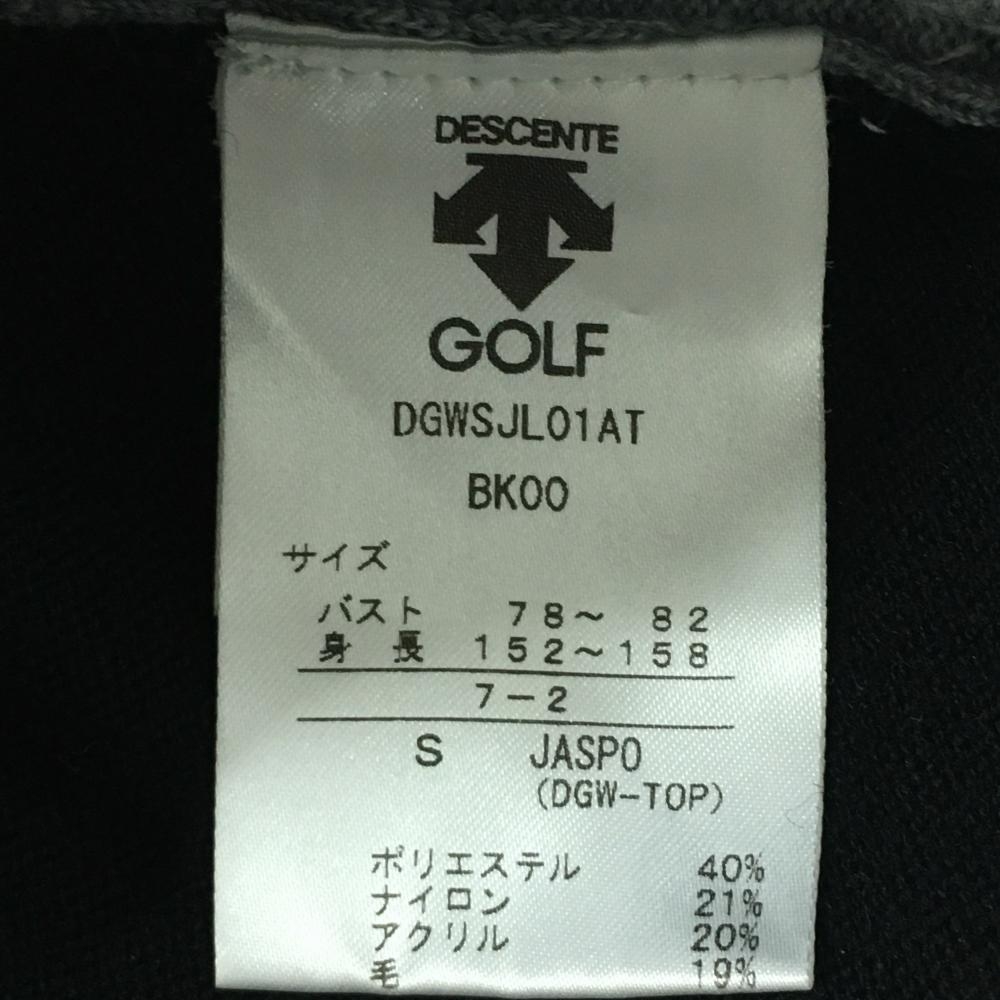 DESCENTE
GOLF
DGWSJL01AT
BK00
サイズ
バスト 78～ 82
身 長 152～158
7－2
S JASPO
(DGW-TOP)
ポリエステル 40%
ナイロン 21%
アクリル 20%
毛 19%